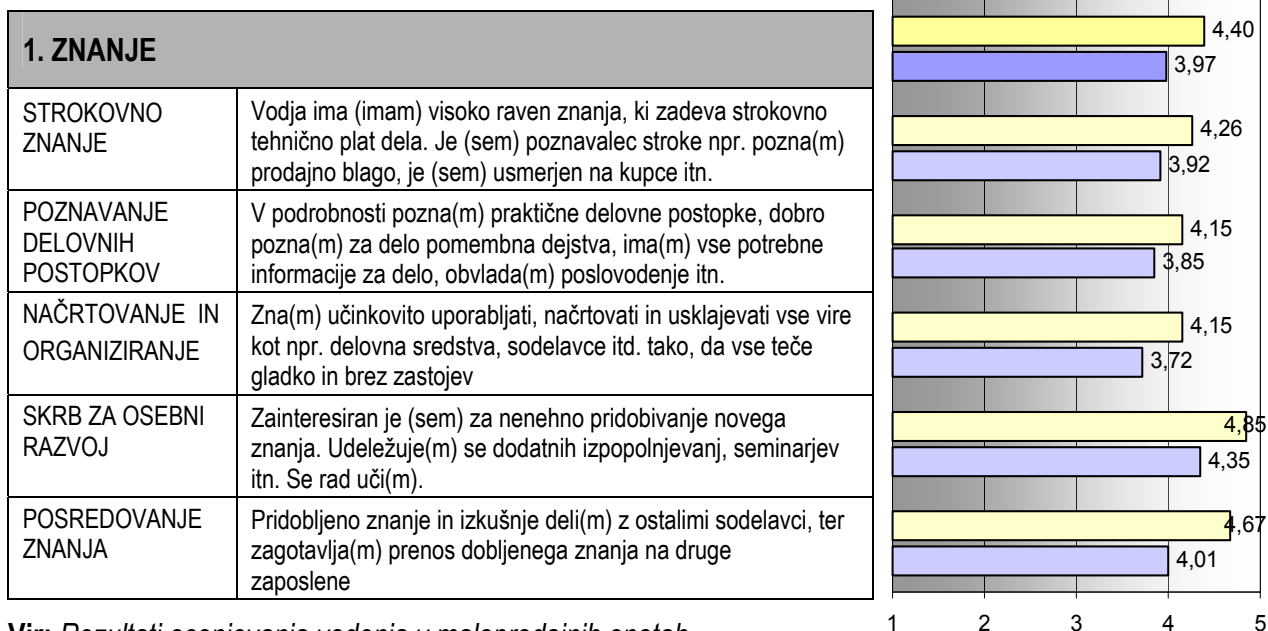 1. ZNANJE
4,40
3,97
STROKOVNO
ZNANJE
Vodja ima (imam) visoko raven znanja, ki zadeva strokovno
tehnično plat dela. Je (sem) poznavalec stroke npr. pozna(m)
prodajno blago, je (sem) usmerjen na kupce itn.
4,26
3,92
POZNAVANJE
DELOVNIH
POSTOPKOV
V podrobnosti pozna(m) praktične delovne postopke, dobro
pozna(m) za delo pomembna dejstva, ima(m) vse potrebne
informacije za delo, obvlada(m) poslovodenje itn.
4,15
3,85
NAČRTOVANJE IN
ORGANIZIRANJE
Zna(m) učinkovito uporabljati, načrtovati in usklajevati vse vire
kot npr. delovna sredstva, sodelavce itd. tako, da vse teče
gladko in brez zastojev
4,15
3,72
SKRB ZA OSEBNI
RAZVOJ
Zainteresiran je (sem) za nenehno pridobivanje novega
znanja. Udeležuje(m) se dodatnih izpopolnjevanj, seminarjev
itn. Se rad uči(m).
4,85
4,35
POSREDOVANJE
ZNANJA
Pridobljeno znanje in izkušnje deli(m) z ostalimi sodelavci, ter
zagotavlja(m) prenos dobljenega znanja na druge
zaposlene
4,67
4,01
1 2 3 4 5
Vir: Rezultati ocenjevanja vodenja v maloprodajnih enotah